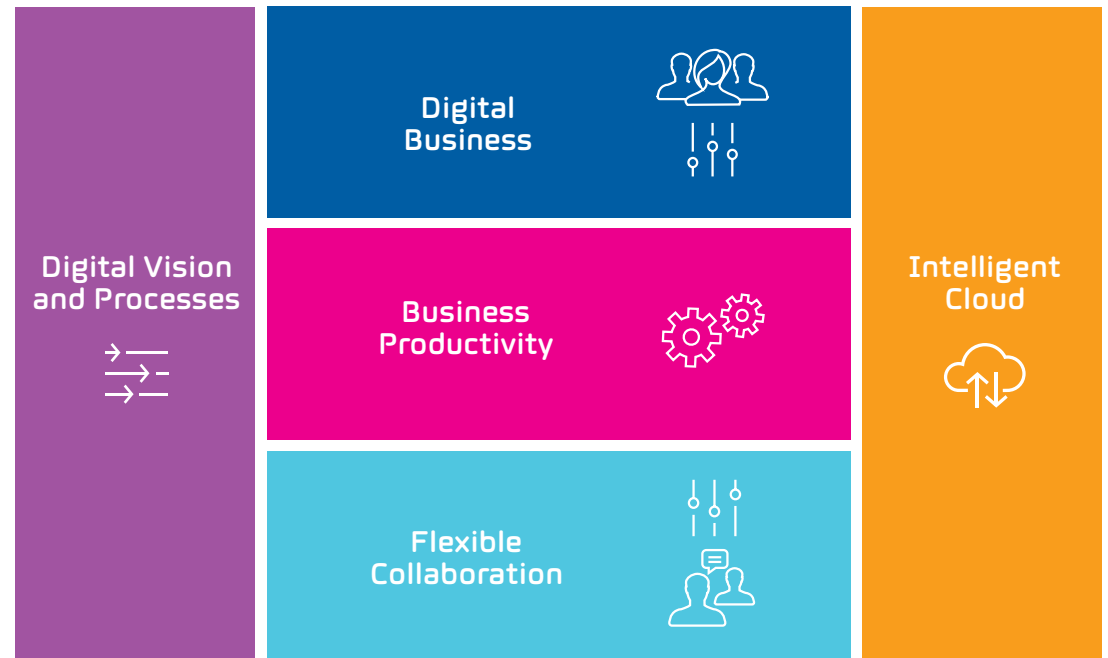 Digital Vision
and Processes
Digital
Business
Business
Productivity
Flexible
Collaboration
Intelligent
Cloud